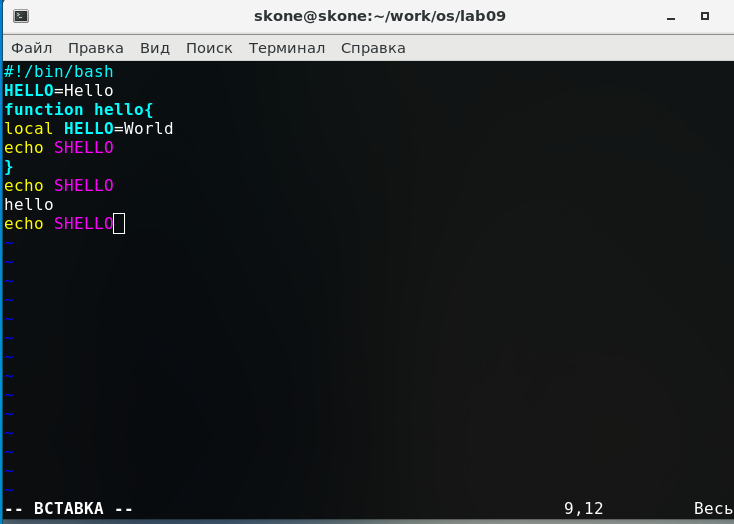 skone@skone:~/work/os/lab09
Файл Правка Вид Поиск Терминал Справка
#!/bin/bash
HELLO=Hello
function hello{
local HELLO=World
echo SHELLO
}
echo SHELLO
hello
echo SHELLO
~
~
~
~
~
~
~
~
~
~
~
~
~
~
-- ВСТАВКА -- 9,12 Весь